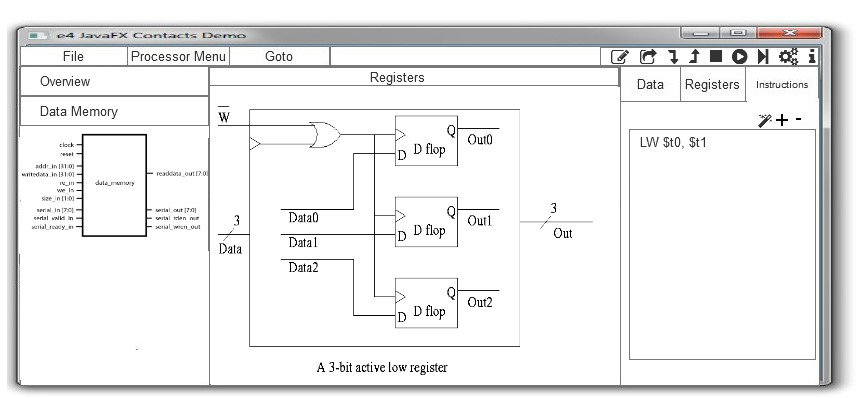 e4 JavaFX Contacts Demo
File Processor Menu Goto
Overview
Data Memory
clock
reset
addr_in [31:0]
writedata_in [31:0]
re_in
we_in
size_in [1:0]
serial_in [7:0]
serial_valid_in
serial_ready_in
data_memory
readdata_out [7:0]
serial_out [7:0]
serial_rden_out
serial_wren_out
Registers
W
3
Data
Data0
Data1
Data2
Q
D D flop
Out0
Q
D D flop
Out1
Q
D D flop
Out2
3
Out
A 3-bit active low register
Data Registers Instructions
+ -
LW $t0, $t1